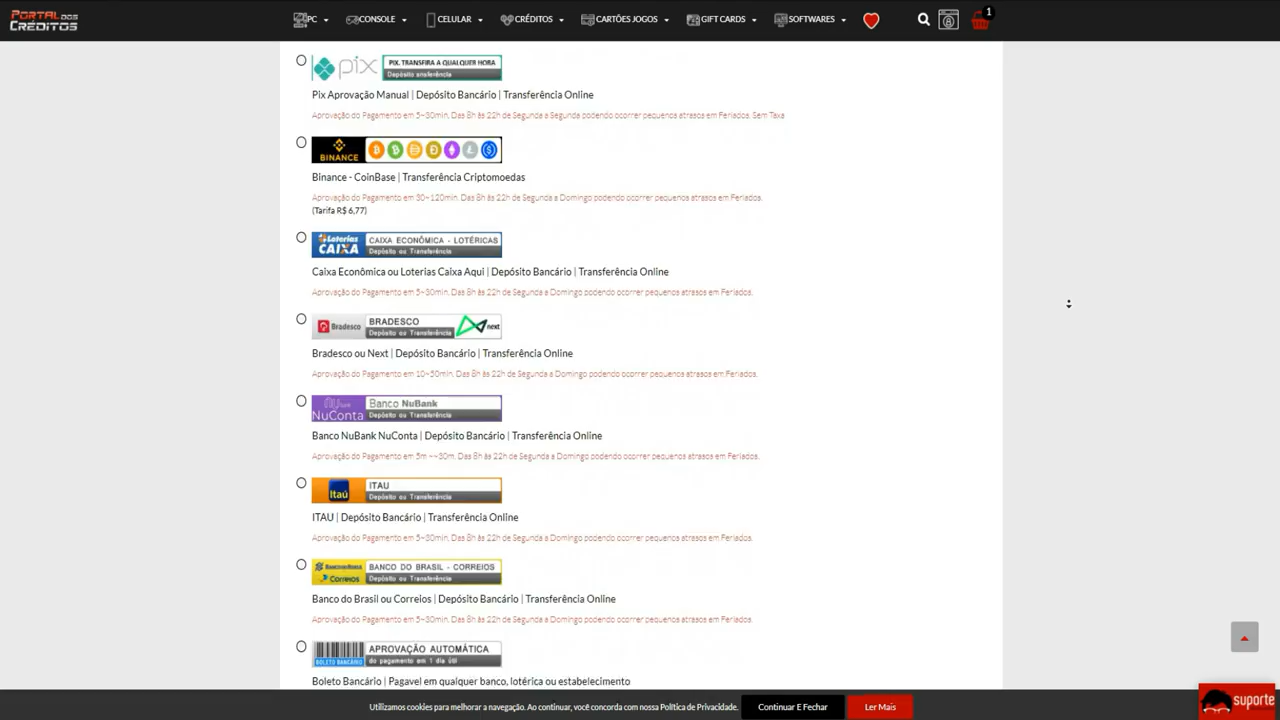 PORTAL DOS CRÉDITOS
PC CONSOLE CELULAR CRÉDITOS CARTÕES JOGOS GIFT CARDS SOFTWARES 1
pix PIX. TRANSFIRA A QUALQUER HORA
Depósito ansferência
Pix Aprovação Manual | Depósito Bancário | Transferência Online
Aprovação do Pagamento em 5~30min. Das 8h às 22h de Segunda a Segunda podendo ocorrer pequenos atrasos em Feriados. Sem Taxa
BINANCE
Binance - CoinBase | Transferência Criptomoedas
Aprovação do Pagamento em 30~120min. Das 8h às 22h de Segunda a Domingo podendo ocorrer pequenos atrasos em Feriados.
(Tarifa R$ 6,77)
Loterias CAIXA CAIXA ECONÔMICA - LOTÉRICAS
Depósito ou Transferência
Caixa Econômica ou Loterias Caixa Aqui | Depósito Bancário | Transferência Online
Aprovação do Pagamento em 5~30min. Das 8h às 22h de Segunda a Domingo podendo ocorrer pequenos atrasos em Feriados.
Bradesco BRADESCO next
Depósito ou Transferência
Bradesco ou Next | Depósito Bancário | Transferência Online
Aprovação do Pagamento em 10~50min. Das 8h às 22h de Segunda a Domingo podendo ocorrer pequenos atrasos em Feriados.
NuConta Banco NuBank
Depósito ou Transferência
Banco NuBank NuConta | Depósito Bancário | Transferência Online
Aprovação do Pagamento em 5m ~~30m. Das 8h às 22h de Segunda a Domingo podendo ocorrer pequenos atrasos em Feriados.
Itaú ITAU
Depósito ou Transferência
ITAU | Depósito Bancário | Transferência Online
Aprovação do Pagamento em 5~30min. Das 8h às 22h de Segunda a Domingo podendo ocorrer pequenos atrasos em Feriados.
Correios BANCO DO BRASIL - CORREIOS
Depósito ou Transferência
Banco do Brasil ou Correios | Depósito Bancário | Transferência Online
Aprovação do Pagamento em 5~30min. Das 8h às 22h de Segunda a Domingo podendo ocorrer pequenos atrasos em Feriados.
BOLETO BANCÁRIO APROVAÇÃO AUTOMÁTICA
do pagamento em 1 dia útil
Boleto Bancário | Pagavel em qualquer banco, lotérica ou estabelecimento
Utilizamos cookies para melhorar a navegação. Ao continuar, você concorda com nossa Política de Privacidade. Continuar E Fechar Ler Mais
suporte